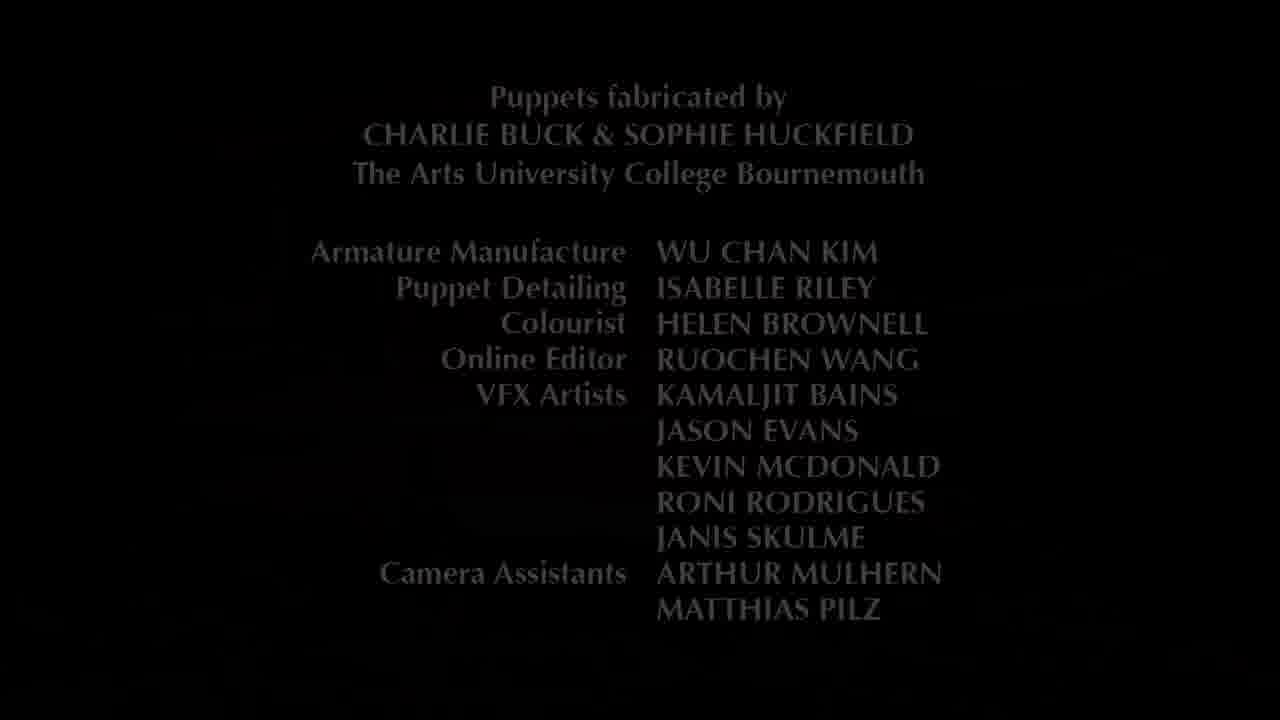 Puppets fabricated by
CHARLIE BUCK & SOPHIE HUCKFIELD
The Arts University College Bournemouth
Armature Manufacture WU CHAN KIM
Puppet Detailing ISABELLE RILEY
Colourist HELEN BROWNELL
Online Editor RUOCHEN WANG
VFX Artists KAMALJIT BAINS
JASON EVANS
KEVIN MCDONALD
RONI RODRIGUES
JANIS SKULME
Camera Assistants ARTHUR MULHERN
MATTHIAS PILZ